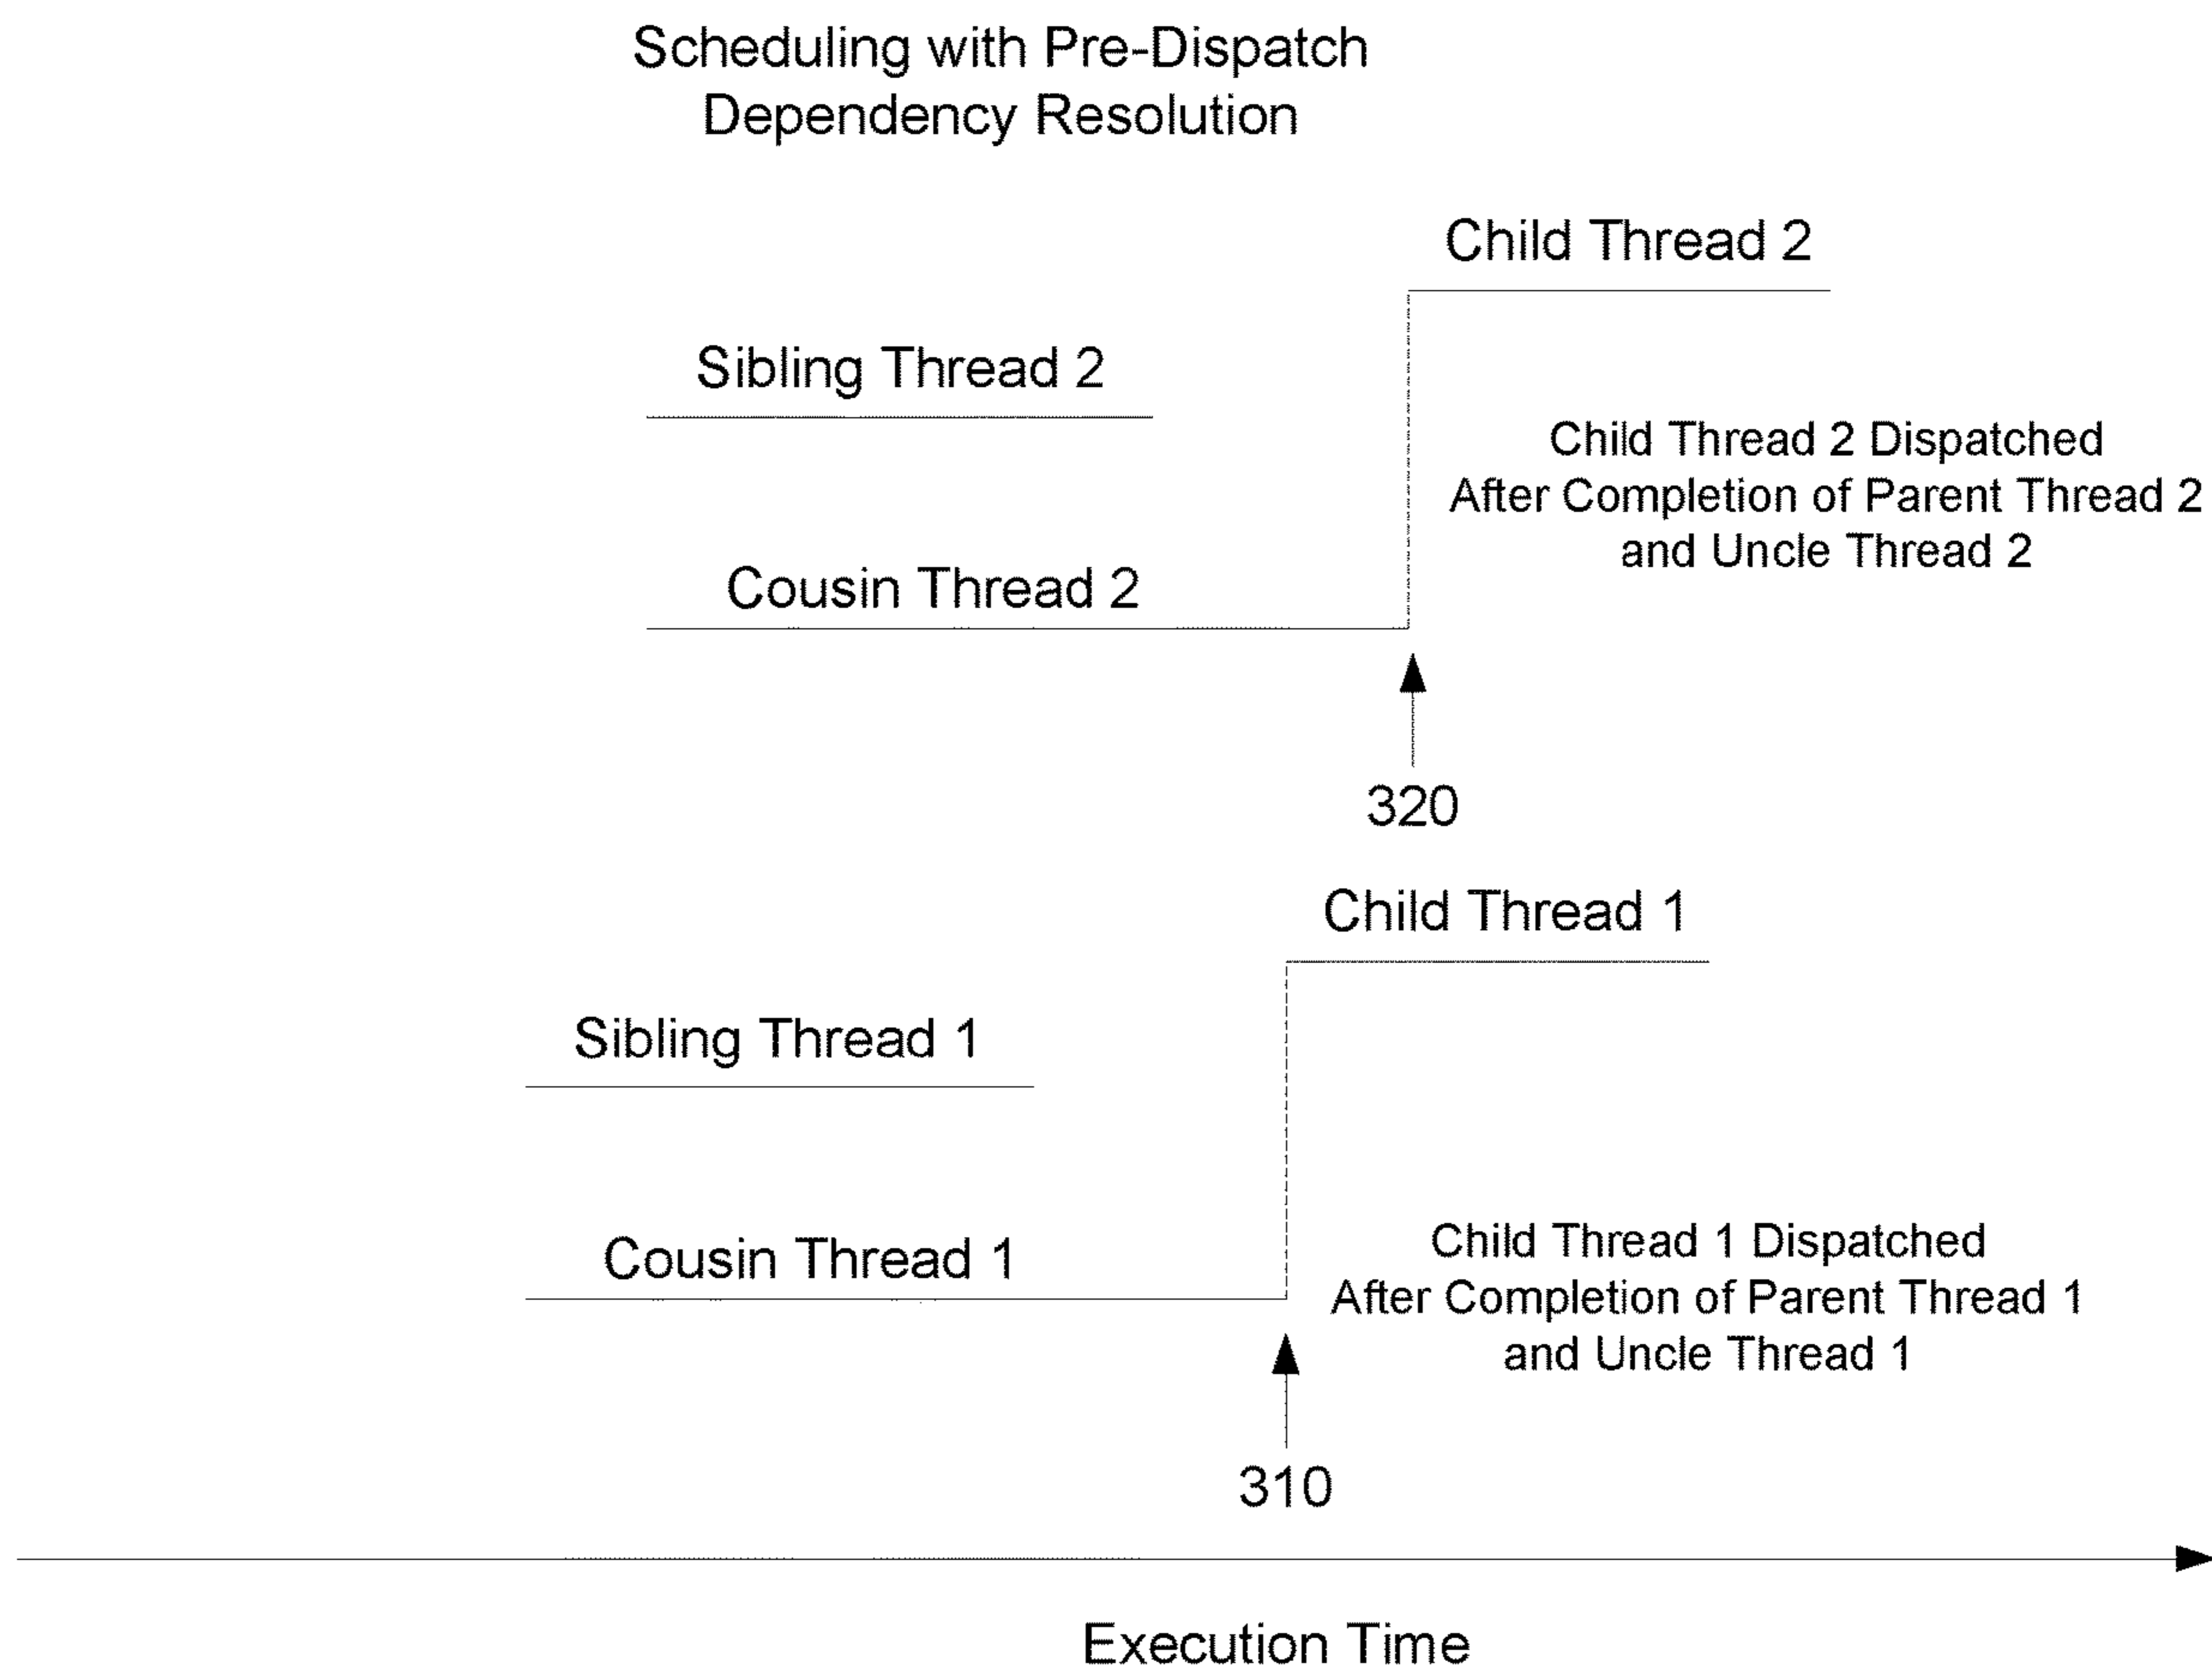 Scheduling with Pre-Dispatch
Dependency Resolution
Child Thread 2
Sibling Thread 2
Child Thread 2 Dispatched
After Completion of Parent Thread 2
and Uncle Thread 2
Cousin Thread 2
320
Child Thread 1
Sibling Thread 1
Cousin Thread 1
Child Thread 1 Dispatched
After Completion of Parent Thread 1
and Uncle Thread 1
310
Execution Time